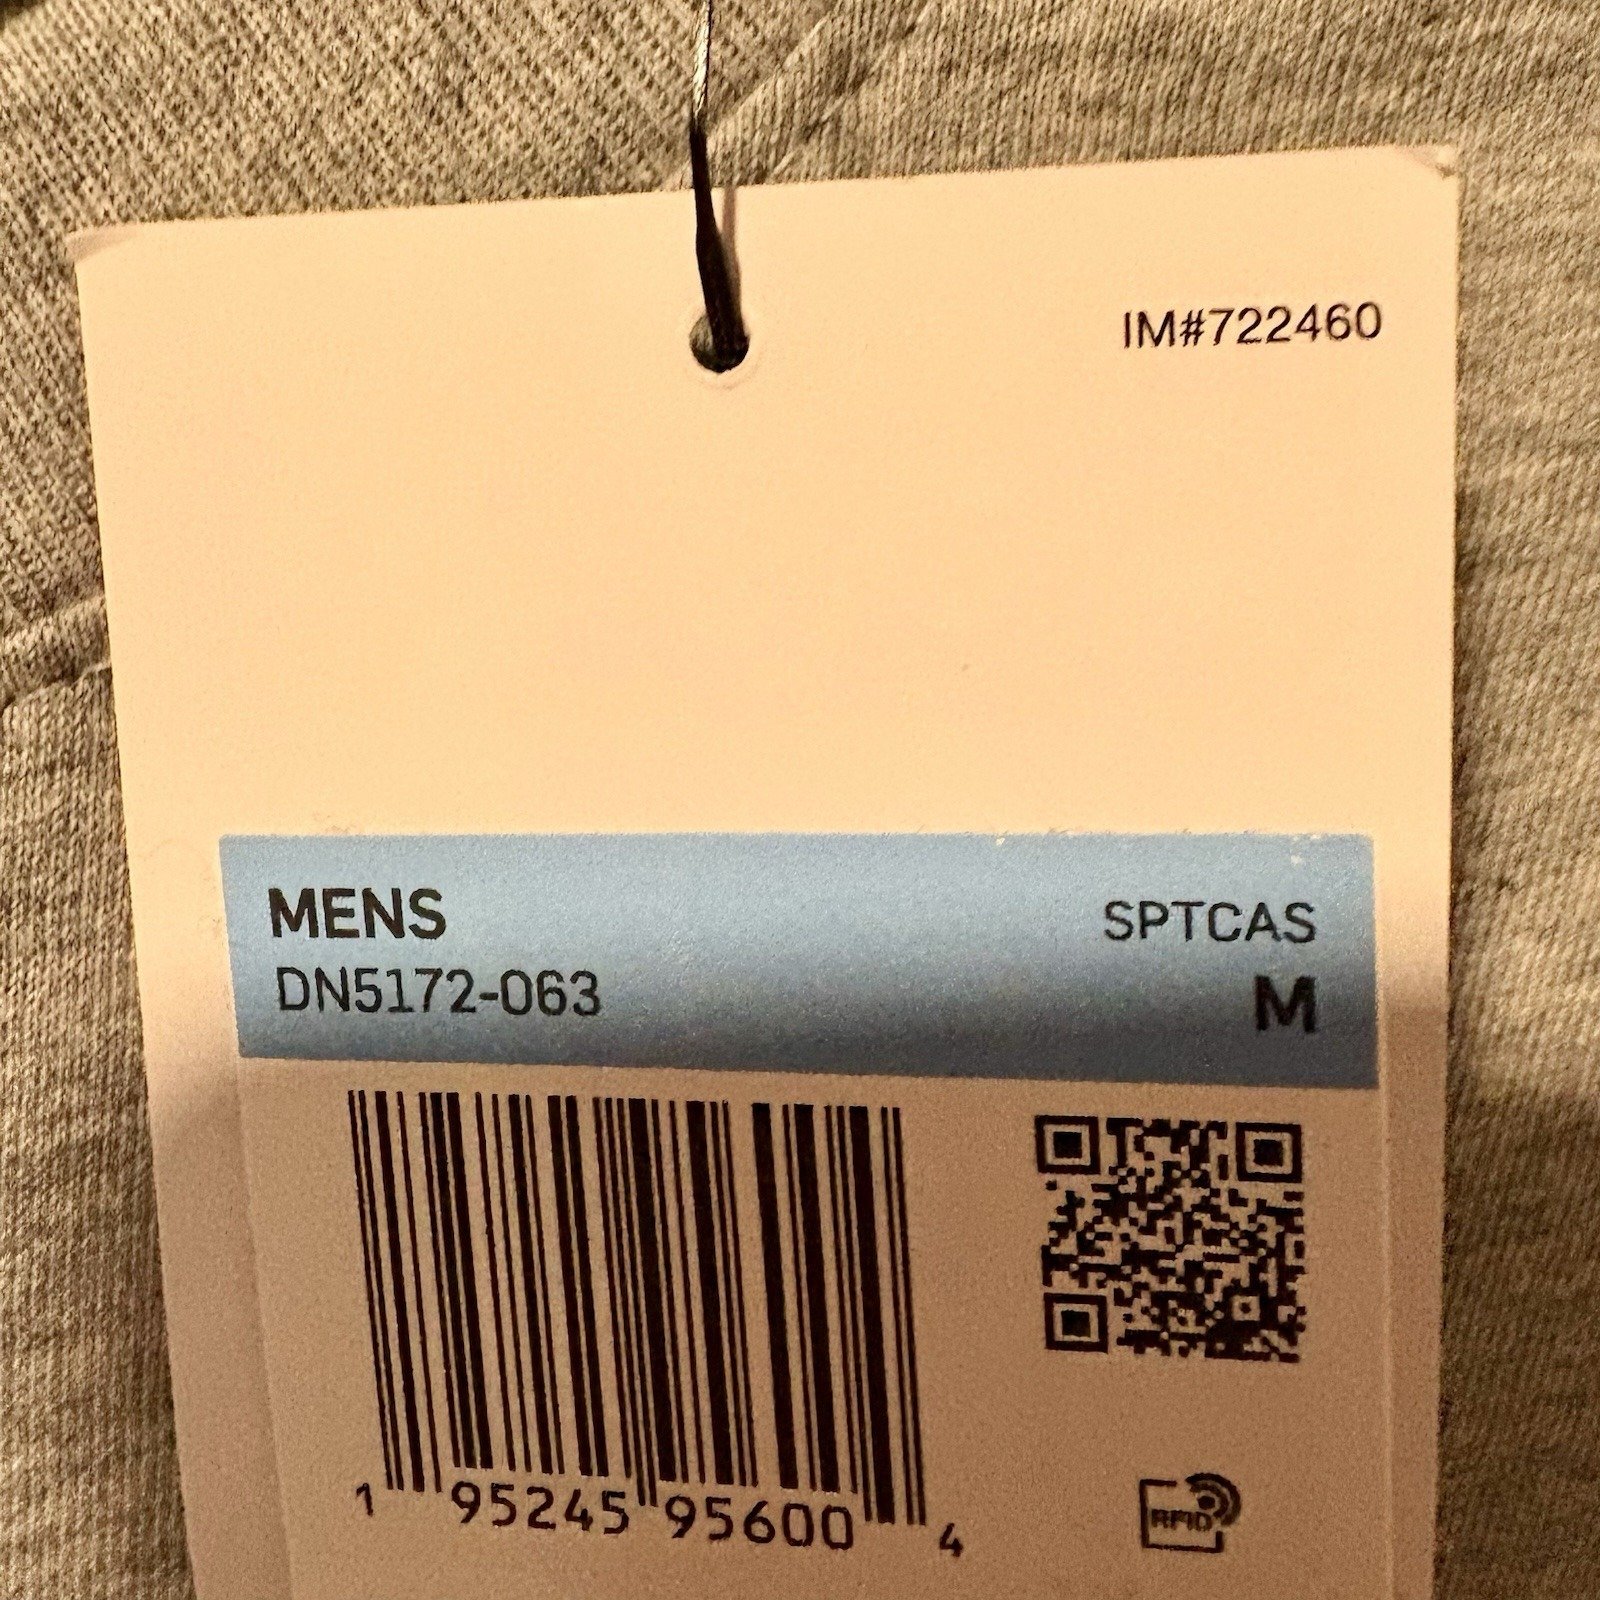 IM#722460
MENS SPTCAS
DN5172-063 M
1 95245 95600 4
RFID